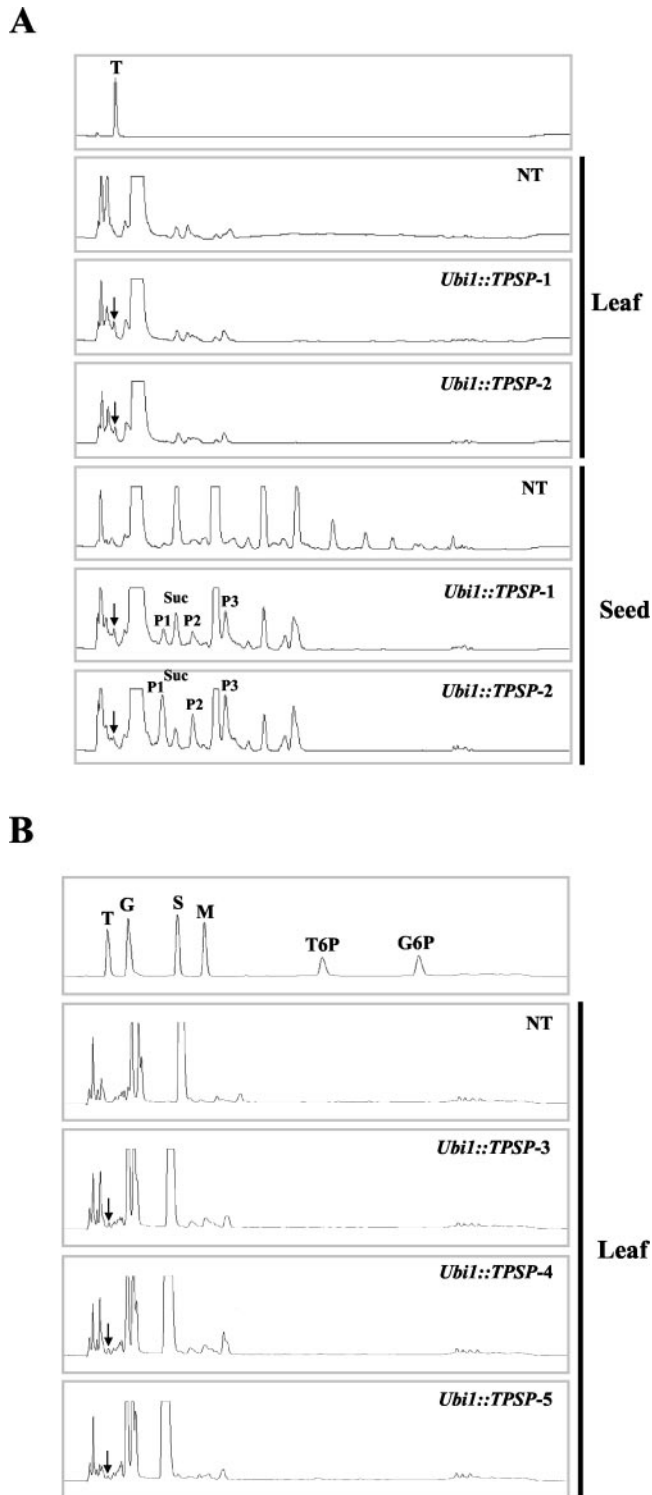 A
T
NT
Ubi1::TPSP-1
Leaf
Ubi1::TPSP-2
NT
Ubi1::TPSP-1
Suc
P1 P2 P3
Seed
Ubi1::TPSP-2
Suc
P1 P2 P3
B
T G S M T6P G6P
NT
Ubi1::TPSP-3
Leaf
Ubi1::TPSP-4
Ubi1::TPSP-5